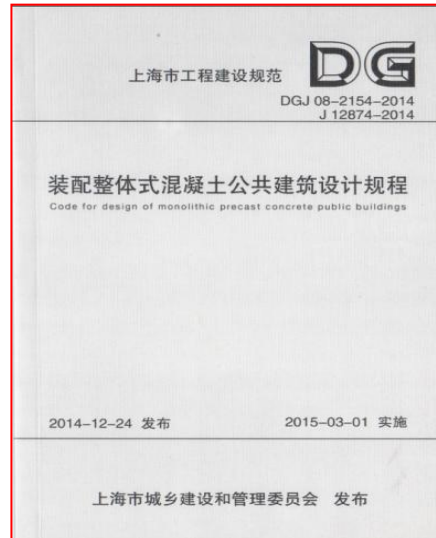 上海市工程建设规范
DG
DGJ 08-2154-2014
J 12874-2014
装配整体式混凝土公共建筑设计规程
Code for design of monolithic precast concrete public buildings
2014-12-24 发布
2015-03-01 实施
上海市城乡建设和管理委员会 发布